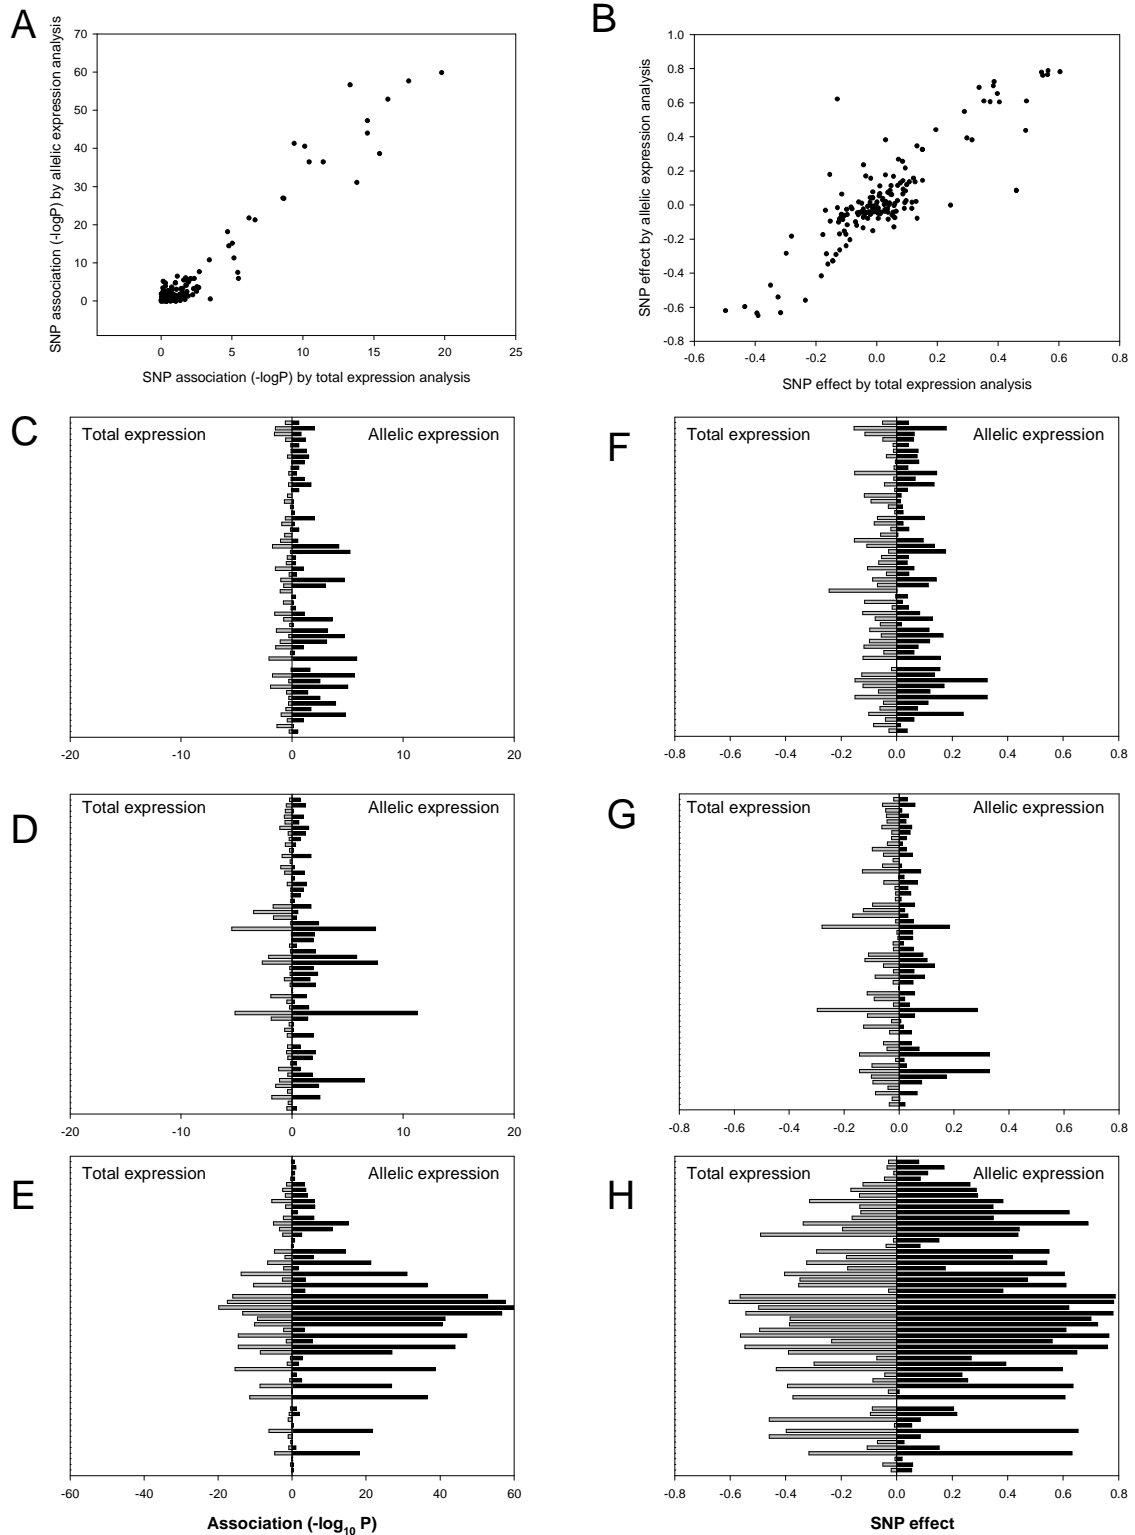 A
B
SNP association (-logP) by allelic expression analysis
70
60
50
40
30
20
10
0
0 5 10 15 20 25
SNP association (-logP) by total expression analysis
SNP effect by allelic expression analysis
1.0
0.8
0.6
0.4
0.2
0.0
-0.2
-0.4
-0.6
-0.8
-0.6 -0.4 -0.2 0.0 0.2 0.4 0.6 0.8
SNP effect by total expression analysis
C
Total expression Allelic expression
-20 -10 0 10 20
F
Total expression Allelic expression
-0.8 -0.6 -0.4 -0.2 0.0 0.2 0.4 0.6 0.8
D
Total expression Allelic expression
-20 -10 0 10 20
G
Total expression Allelic expression
-0.8 -0.6 -0.4 -0.2 0.0 0.2 0.4 0.6 0.8
E
Total expression Allelic expression
-60 -40 -20 0 20 40 60
Association (-log10 P)
H
Total expression Allelic expression
-0.8 -0.6 -0.4 -0.2 0.0 0.2 0.4 0.6 0.8
SNP effect